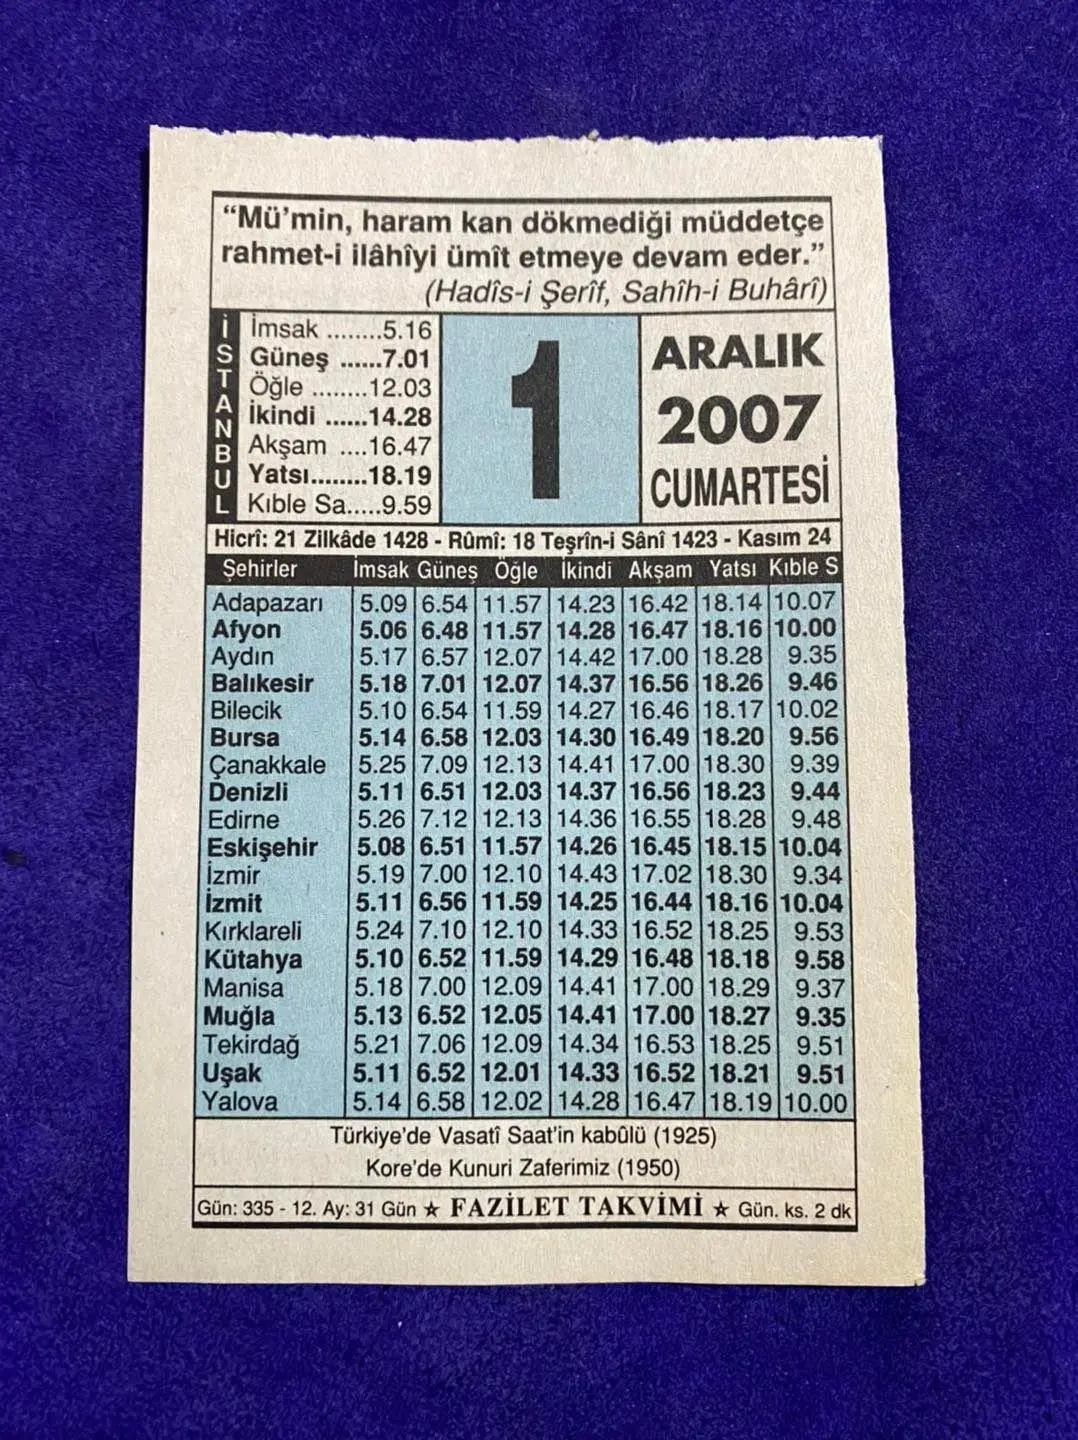 “Mü’min, haram kan dökmediği müddetçe
rahmet-i ilâhîyi ümît etmeye devam eder.”
(Hadîs-i Şerîf, Sahîh-i Buhârî)
İSTANBUL
İmsak ........5.16
Güneş ......7.01
Öğle ........12.03
İkindi ......14.28
Akşam ....16.47
Yatsı........18.19
Kıble Sa.....9.59
1
ARALIK
2007
CUMARTESİ
Hicrî: 21 Zilkâde 1428 - Rûmî: 18 Teşrîn-i Sânî 1423 - Kasım 24
Şehirler İmsak Güneş Öğle İkindi Akşam Yatsı Kıble S
Adapazarı 5.09 6.54 11.57 14.23 16.42 18.14 10.07
Afyon 5.06 6.48 11.57 14.28 16.47 18.16 10.00
Aydın 5.17 6.57 12.07 14.42 17.00 18.28 9.35
Balıkesir 5.18 7.01 12.07 14.37 16.56 18.26 9.46
Bilecik 5.10 6.54 11.59 14.27 16.46 18.17 10.02
Bursa 5.14 6.58 12.03 14.30 16.49 18.20 9.56
Çanakkale 5.25 7.09 12.13 14.41 17.00 18.30 9.39
Denizli 5.11 6.51 12.03 14.37 16.56 18.23 9.44
Edirne 5.26 7.12 12.13 14.36 16.55 18.28 9.48
Eskişehir 5.08 6.51 11.57 14.26 16.45 18.15 10.04
İzmir 5.19 7.00 12.10 14.43 17.02 18.30 9.34
İzmit 5.11 6.56 11.59 14.25 16.44 18.16 10.04
Kırklareli 5.24 7.10 12.10 14.33 16.52 18.25 9.53
Kütahya 5.10 6.52 11.59 14.29 16.48 18.18 9.58
Manisa 5.18 7.00 12.09 14.41 17.00 18.29 9.37
Muğla 5.13 6.52 12.05 14.41 17.00 18.27 9.35
Tekirdağ 5.21 7.06 12.09 14.34 16.53 18.25 9.51
Uşak 5.11 6.52 12.01 14.33 16.52 18.21 9.51
Yalova 5.14 6.58 12.02 14.28 16.47 18.19 10.00
Türkiye’de Vasatî Saat’in kabûlü (1925)
Kore’de Kunuri Zaferimiz (1950)
Gün: 335 - 12. Ay: 31 Gün ★ FAZİLET TAKVİMİ ★ Gün. ks. 2 dk